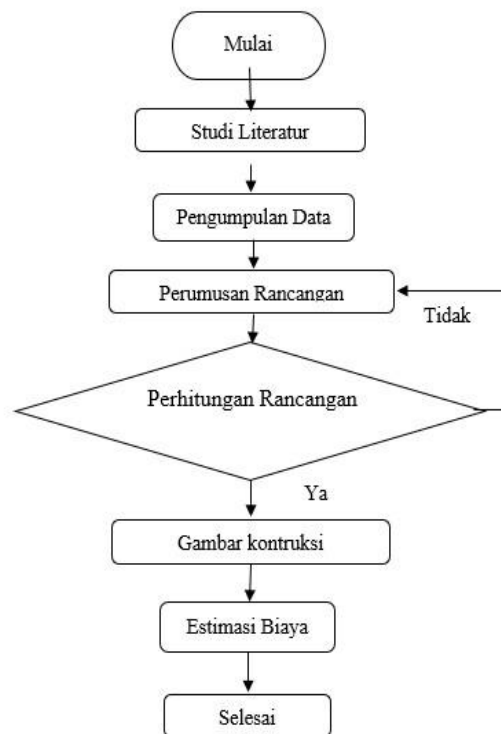 Mulai
Studi Literatur
Pengumpulan Data
Perumusan Rancangan
Tidak
Perhitungan Rancangan
Ya
Gambar kontruksi
Estimasi Biaya
Selesai